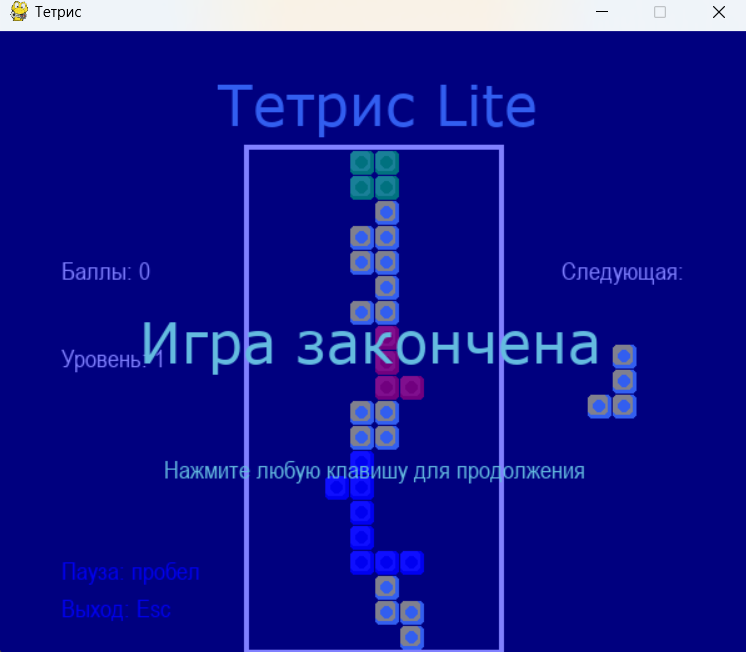 Тетрис
Тетрис Lite
Баллы: 0
Следующая:
Игра закончена
Уровень: 1
Нажмите любую клавишу для продолжения
Пауза: пробел
Выход: Esc